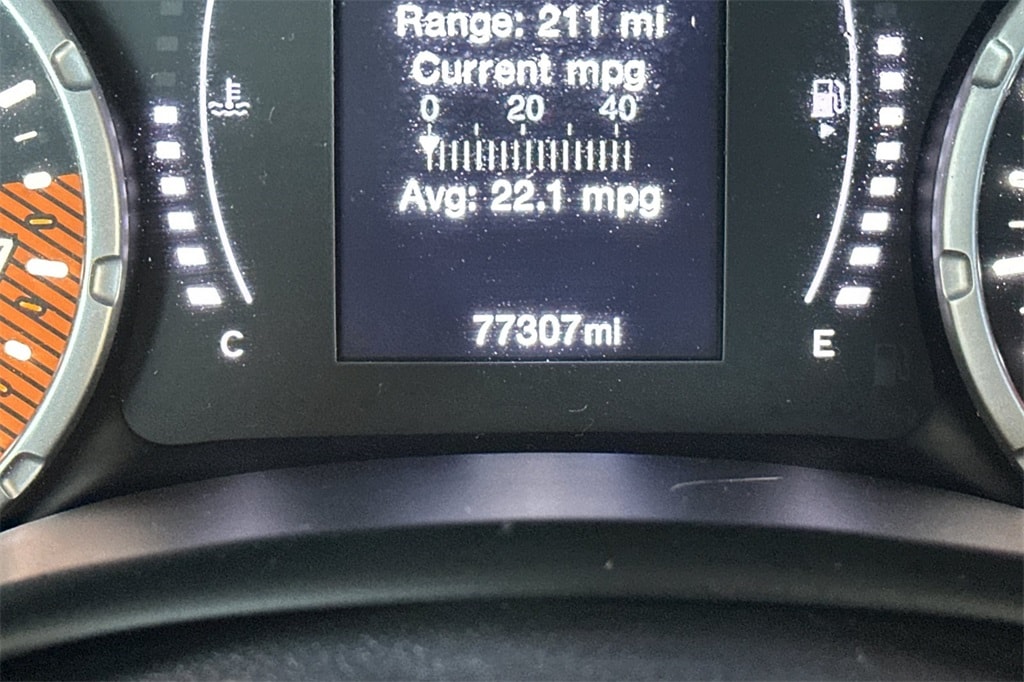 Range: 211 mi
Current mpg
0 20 40
Avg: 22.1 mpg
77307mi
C
E